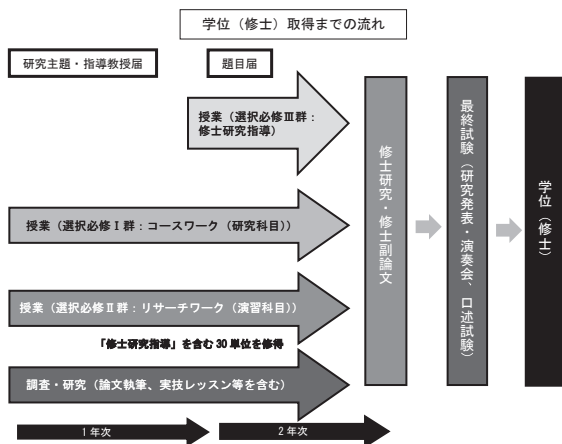 学位（修士）取得までの流れ
研究主題・指導教授届
題目届
授業（選択必修Ⅲ群：
修士研究指導）
授業（選択必修Ⅰ群：コースワーク（研究科目））
授業（選択必修Ⅱ群：リサーチワーク（演習科目））
「修士研究指導」を含む 30 単位を修得
調査・研究（論文執筆、実技レッスン等を含む）
修士研究・修士副論文
最終試験（研究発表・演奏会、口述試験）
学位（修士）
1 年次
2 年次